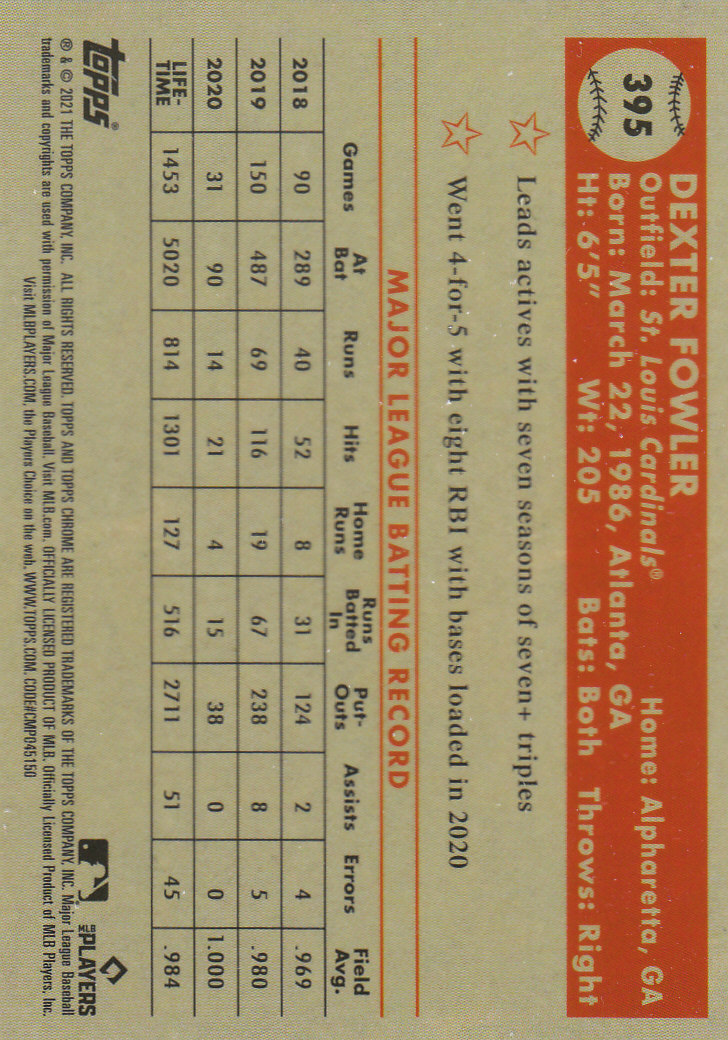 395
DEXTER FOWLER
Outfield: St. Louis Cardinals® Home: Alpharetta, GA
Born: March 22, 1986, Atlanta, GA
Ht: 6'5" Wt: 205 Bats: Both Throws: Right
Leads actives with seven seasons of seven+ triples
Went 4-for-5 with eight RBI with bases loaded in 2020
MAJOR LEAGUE BATTING RECORD
Games At Bat Runs Hits Home Runs Runs Batted In Put-Outs Assists Errors Field Avg.
2018 90 289 40 52 8 31 124 2 4 .969
2019 150 487 69 116 19 67 238 8 5 .980
2020 31 90 14 21 4 15 38 0 0 1.000
LIFE-TIME 1453 5020 814 1301 127 516 2711 51 45 .984
topps®
MLB PLAYERS
® & © 2021 THE TOPPS COMPANY, INC. ALL RIGHTS RESERVED. TOPPS AND TOPPS CHROME ARE REGISTERED TRADEMARKS OF THE TOPPS COMPANY, INC. Major League Baseball
trademarks and copyrights are used with permission of Major League Baseball. Visit MLB.com. OFFICIALLY LICENSED PRODUCT OF MLB. Officially Licensed Product of MLB Players, Inc.
Visit MLBPLAYERS.COM, the Players Choice on the web. WWW.TOPPS.COM. CODE#CMP045150